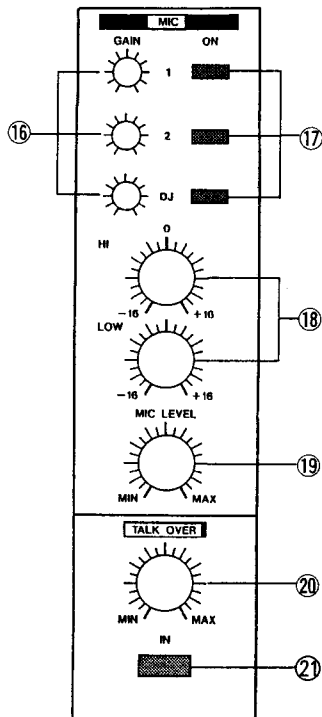 MIC
GAIN ON
1
⑯ 2 ⑰
DJ
0
HI
-16 +16 ⑱
LOW
-16 +16
MIC LEVEL
⑲
MIN MAX
TALK OVER
⑳
MIN MAX
IN
㉑